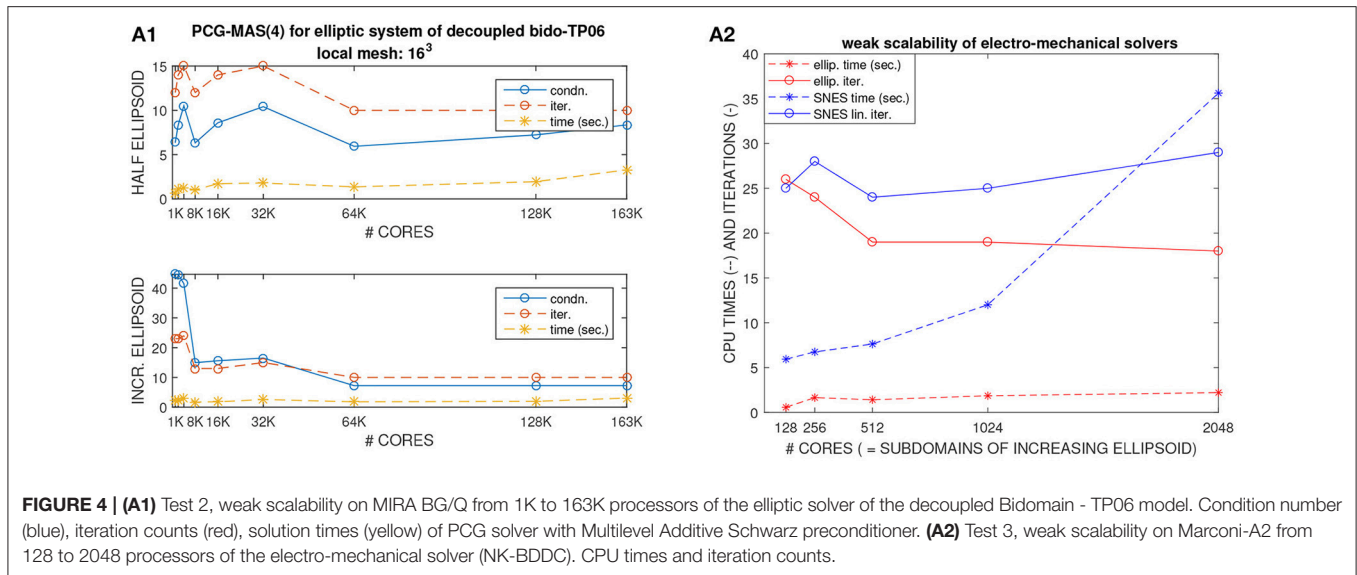 A1
PCG-MAS(4) for elliptic system of decoupled bido-TP06
local mesh: 16³
HALF ELLIPSOID
15
10
5
0
condn.
iter.
time (sec.)
1K 8K 16K 32K 64K 128K 163K
# CORES
INCR. ELLIPSOID
40
30
20
10
0
condn.
iter.
time (sec.)
1K 8K 16K 32K 64K 128K 163K
# CORES
A2
weak scalability of electro-mechanical solvers
ellip. time (sec.)
ellip. iter.
SNES time (sec.)
SNES lin. iter.
CPU TIMES (--) AND ITERATIONS (-)
40
35
30
25
20
15
10
5
0
128 256 512 1024 2048
# CORES ( = SUBDOMAINS OF INCREASING ELLIPSOID)
FIGURE 4 | (A1) Test 2, weak scalability on MIRA BG/Q from 1K to 163K processors of the elliptic solver of the decoupled Bidomain - TP06 model. Condition number
(blue), iteration counts (red), solution times (yellow) of PCG solver with Multilevel Additive Schwarz preconditioner. (A2) Test 3, weak scalability on Marconi-A2 from
128 to 2048 processors of the electro-mechanical solver (NK-BDDC). CPU times and iteration counts.